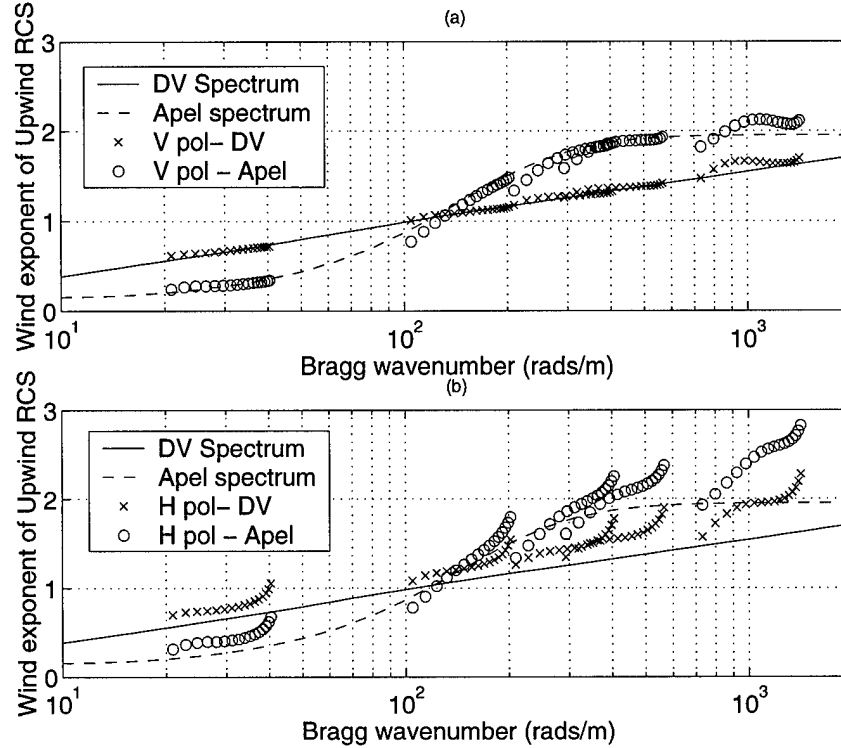 (a)
Wind exponent of Upwind RCS
3
2
1
0
DV Spectrum
Apel spectrum
V pol- DV
V pol - Apel
10^1
10^2
10^3
Bragg wavenumber (rads/m)
(b)
Wind exponent of Upwind RCS
3
2
1
0
DV Spectrum
Apel spectrum
H pol- DV
H pol - Apel
10^1
10^2
10^3
Bragg wavenumber (rads/m)